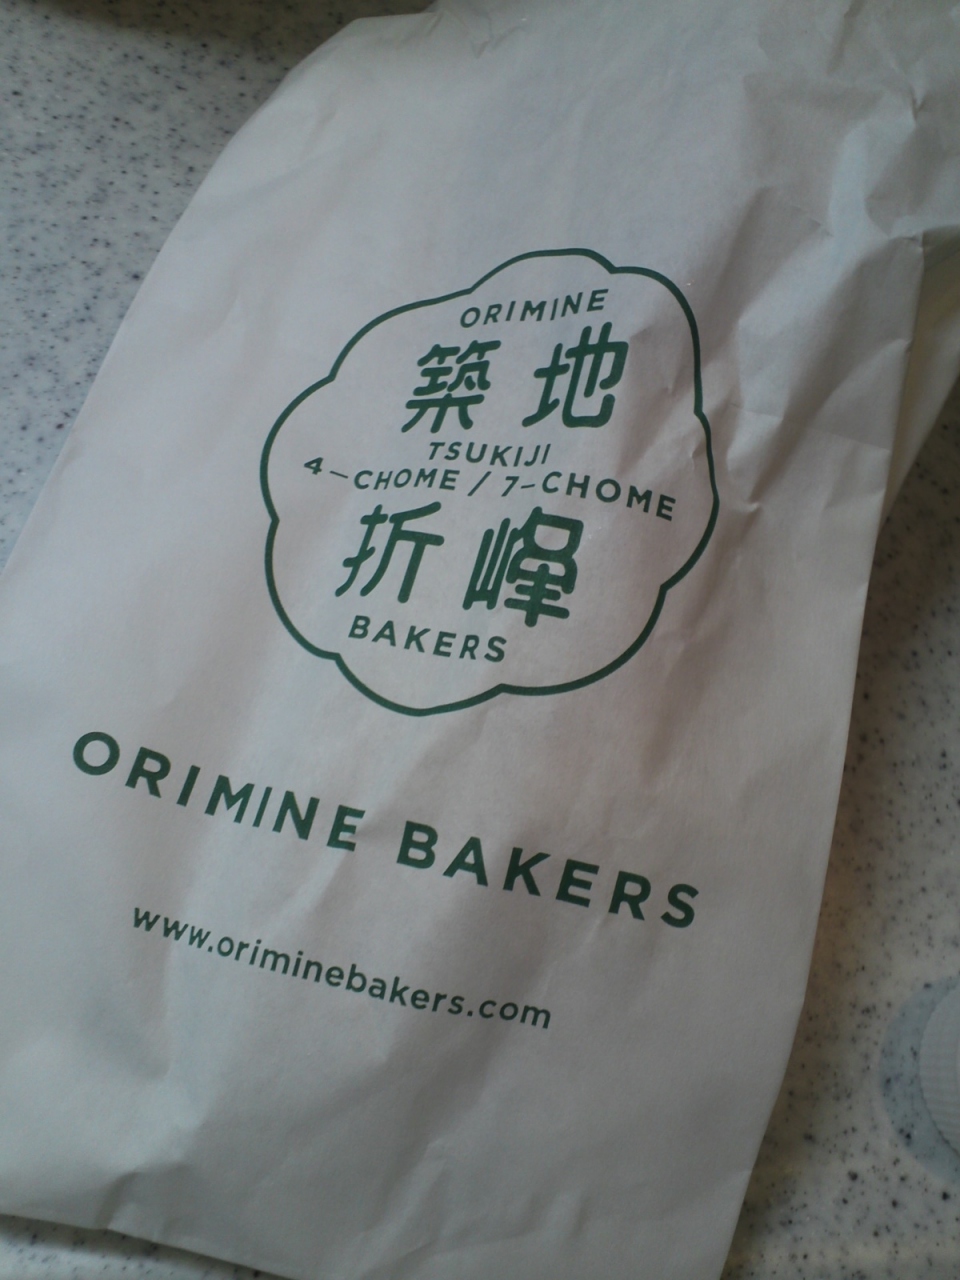 ORIMINE
築地
TSUKIJI
4-CHOME / 7-CHOME
折峰
BAKERS
ORIMINE BAKERS
www.oriminebakers.com